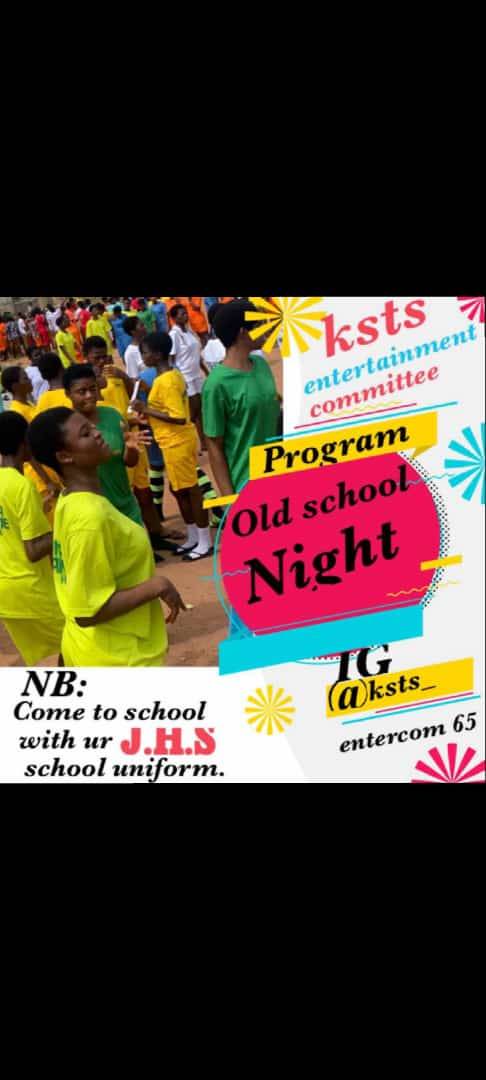 ksts
entertainment
committee
Program
Old school
Night
IG
@ksts_
entercom 65
NB:
Come to school
with ur J.H.S
school uniform.